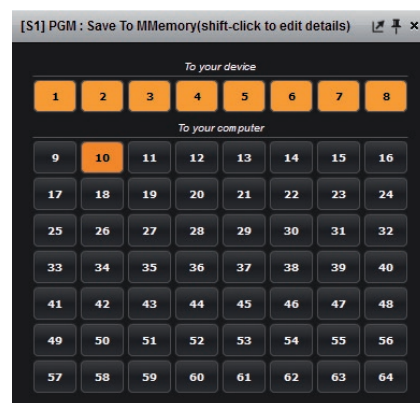 [S1] PGM : Save To MMemory(shift-click to edit details)
To your device
1 2 3 4 5 6 7 8
To your computer
9 10 11 12 13 14 15 16
17 18 19 20 21 22 23 24
25 26 27 28 29 30 31 32
33 34 35 36 37 38 39 40
41 42 43 44 45 46 47 48
49 50 51 52 53 54 55 56
57 58 59 60 61 62 63 64